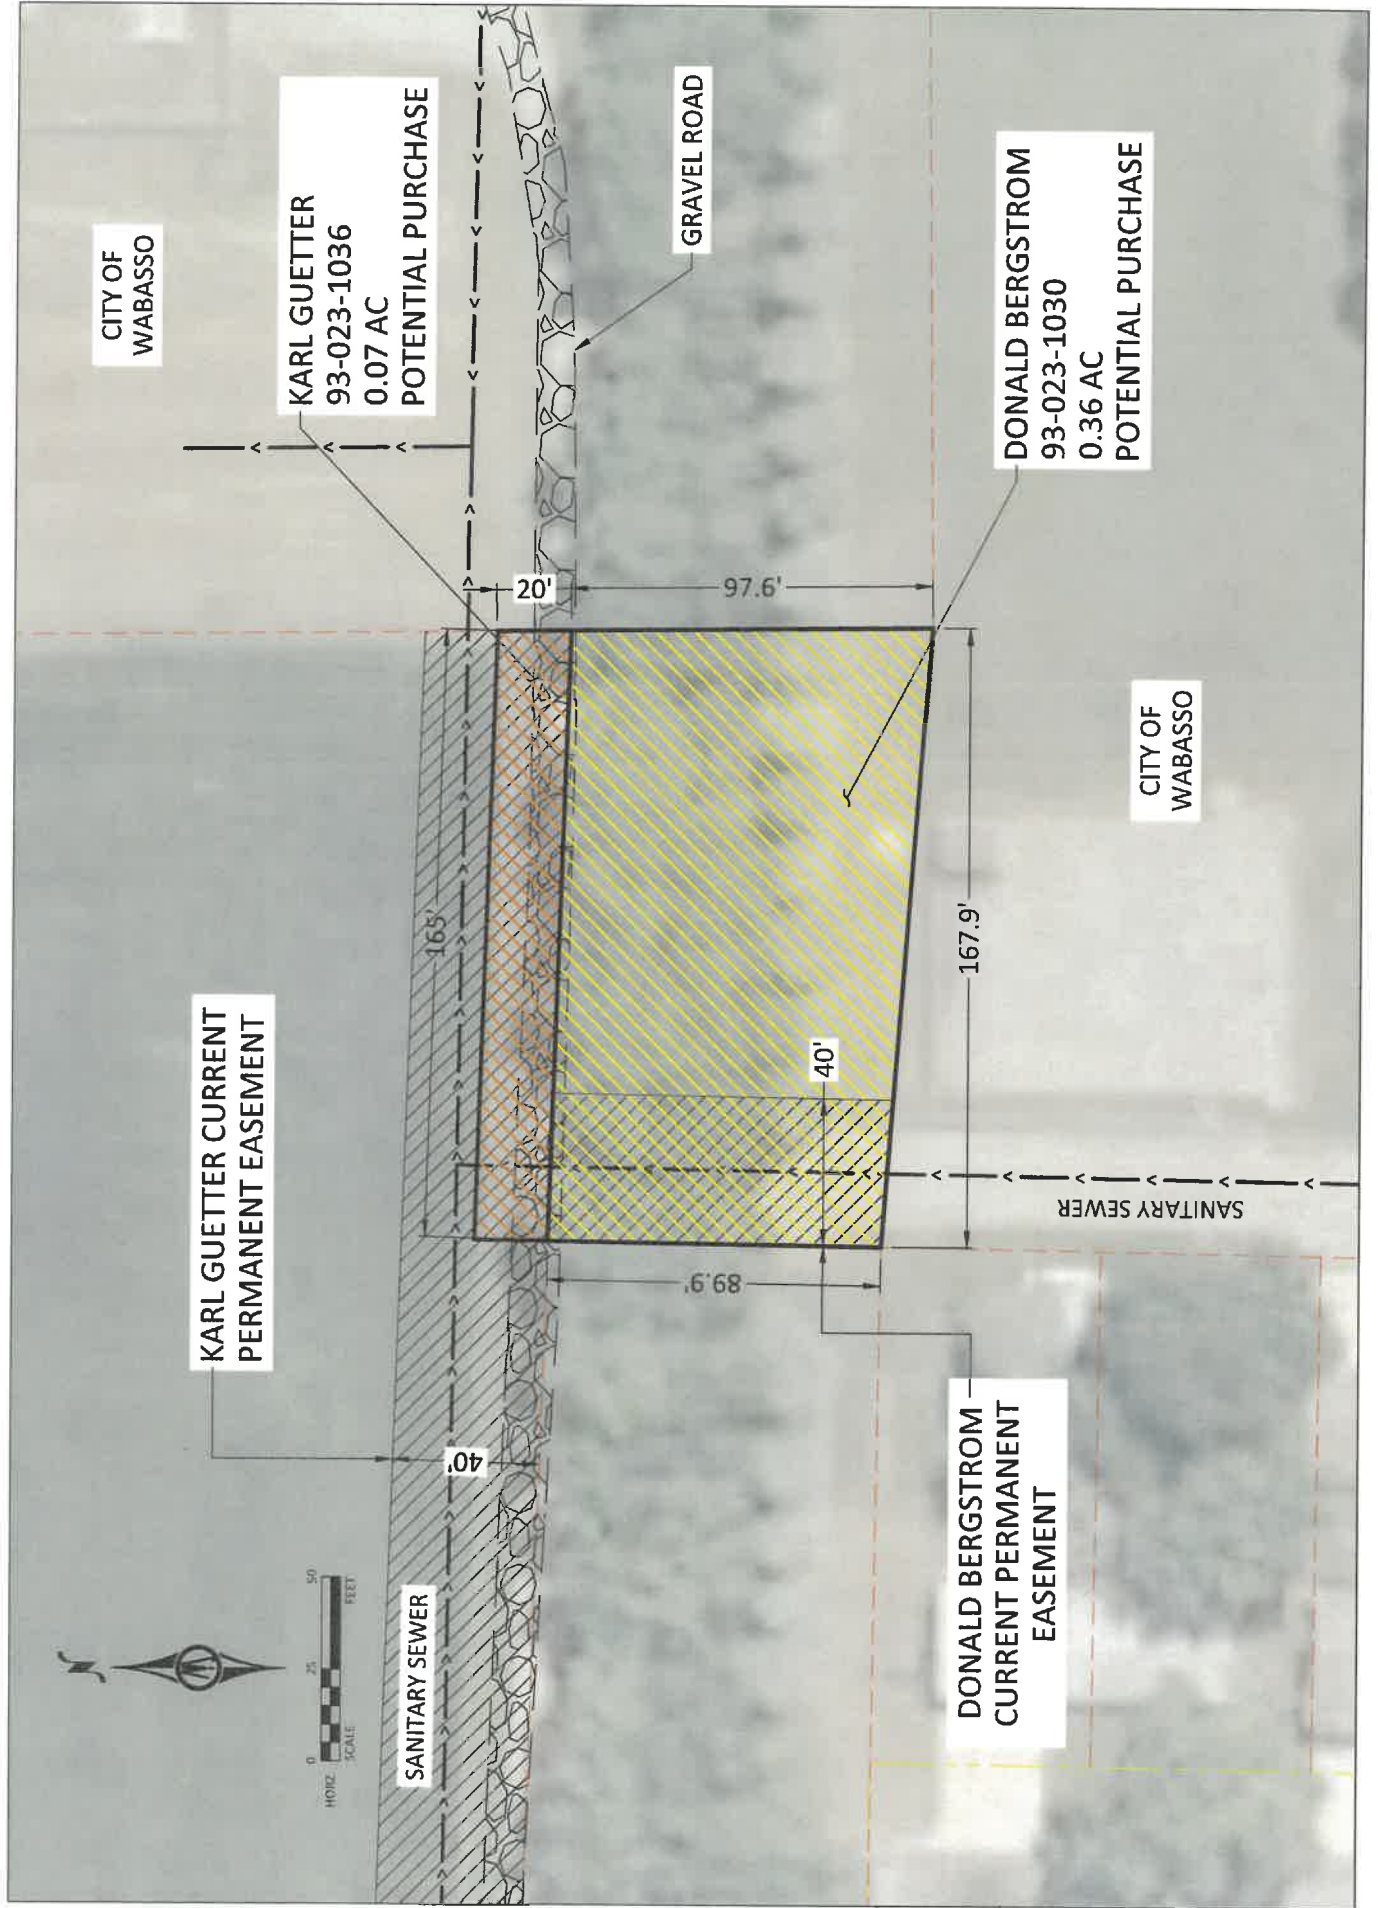 CITY OF
WABASSO
KARL GUETTER
93-023-1036
0.07 AC
POTENTIAL PURCHASE
GRAVEL ROAD
DONALD BERGSTROM
93-023-1030
0.36 AC
POTENTIAL PURCHASE
20'
97.6'
KARL GUETTER CURRENT
PERMANENT EASEMENT
165'
40'
167.9'
CITY OF
WABASSO
SANITARY SEWER
89.9'
40'
DONALD BERGSTROM
CURRENT PERMANENT
EASEMENT
N
0 25 50
HORZ SCALE FEET
SANITARY SEWER